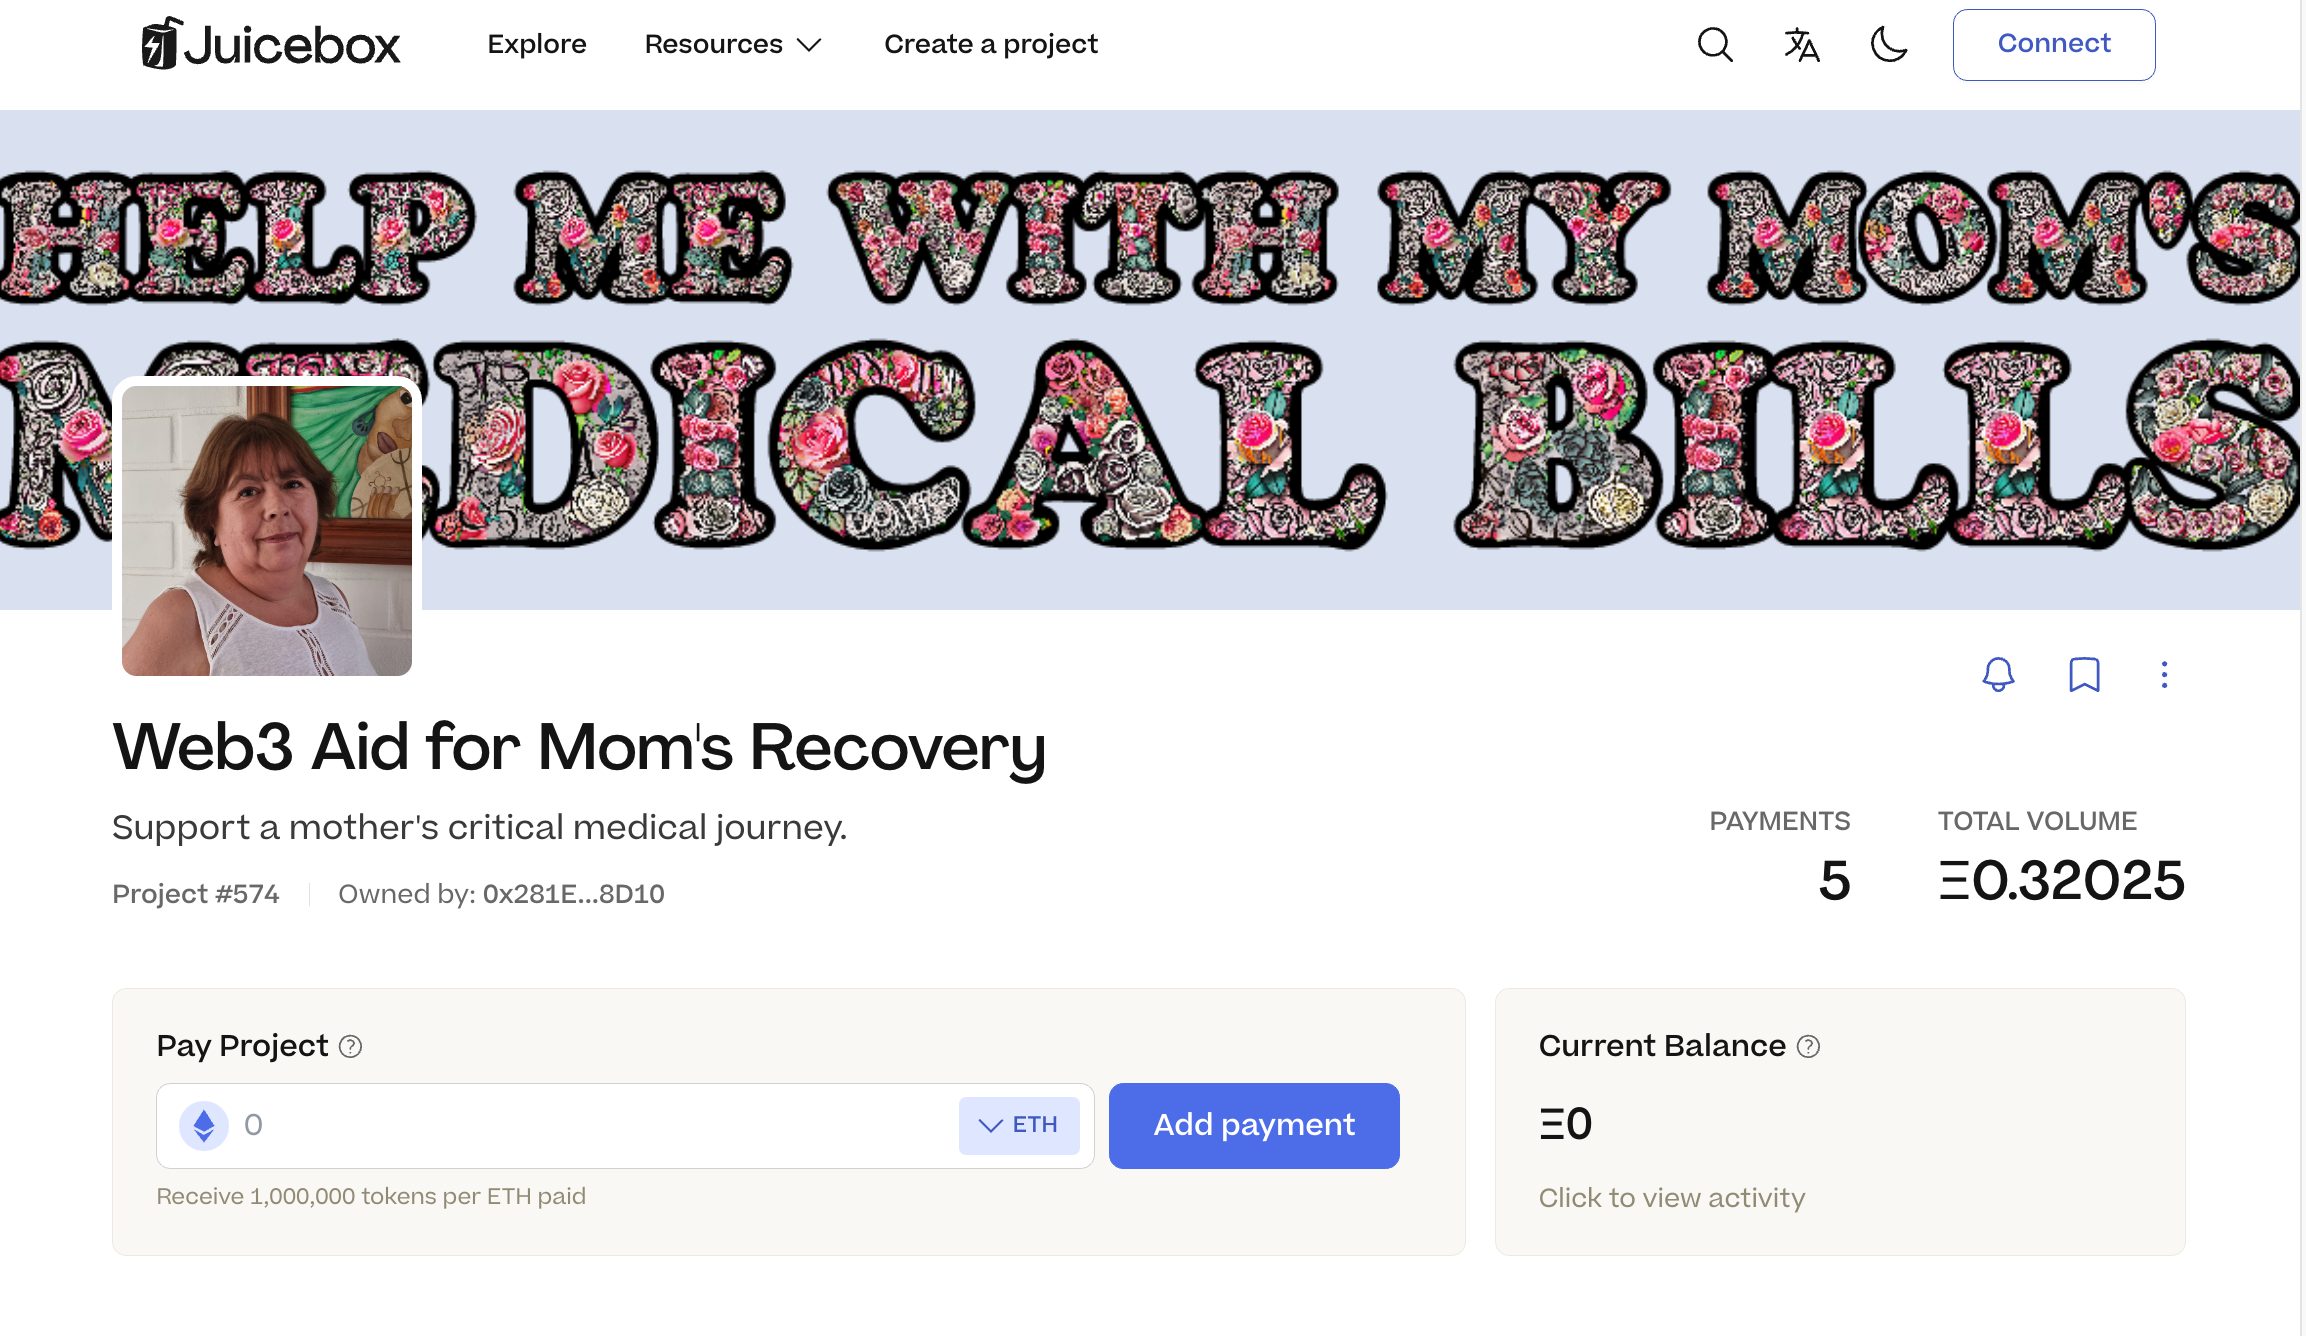 Juicebox
Explore
Resources
Create a project
Connect
HELP ME WITH MY MOM'S
BILLS
Web3 Aid for Mom's Recovery
Support a mother's critical medical journey.
Project #574
Owned by: 0x281E...8D10
PAYMENTS
5
TOTAL VOLUME
Ξ0.32025
Pay Project
0
ETH
Add payment
Receive 1,000,000 tokens per ETH paid
Current Balance
Ξ0
Click to view activity